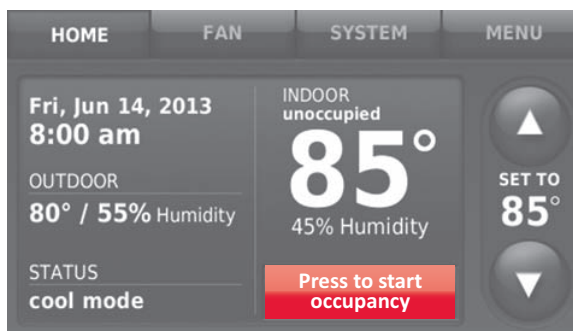 HOME FAN SYSTEM MENU
Fri, Jun 14, 2013
8:00 am
OUTDOOR
80° / 55% Humidity
STATUS
cool mode
INDOOR
unoccupied
85°
45% Humidity
Press to start
occupancy
SET TO
85°